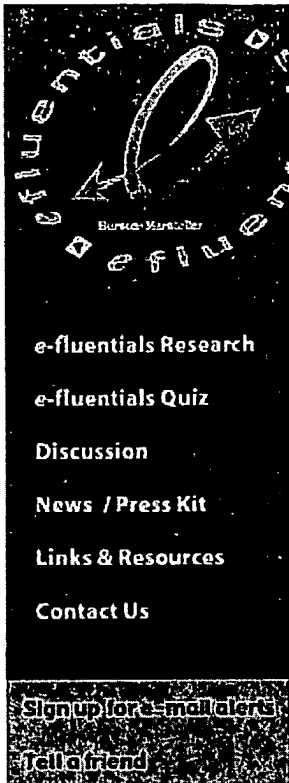 e-fluentials
Burson-Marsteller
e-fluentials Research
e-fluentials Quiz
Discussion
News / Press Kit
Links & Resources
Contact Us
Sign up for e-mail alerts
Tell a friend